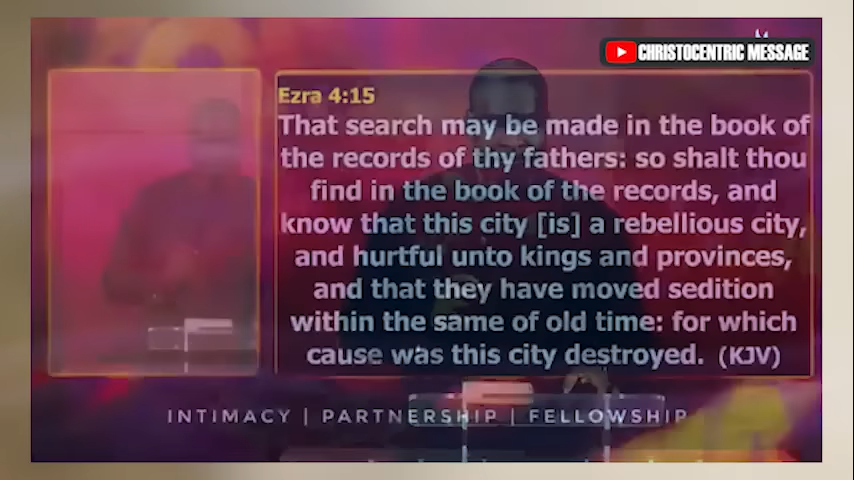 CHRISTOCENTRIC MESSAGE
Ezra 4:15
That search may be made in the book of
the records of thy fathers: so shalt thou
find in the book of the records, and
know that this city [is] a rebellious city,
and hurtful unto kings and provinces,
and that they have moved sedition
within the same of old time: for which
cause was this city destroyed. (KJV)
INTIMACY | PARTNERSHIP | FELLOWSHIP